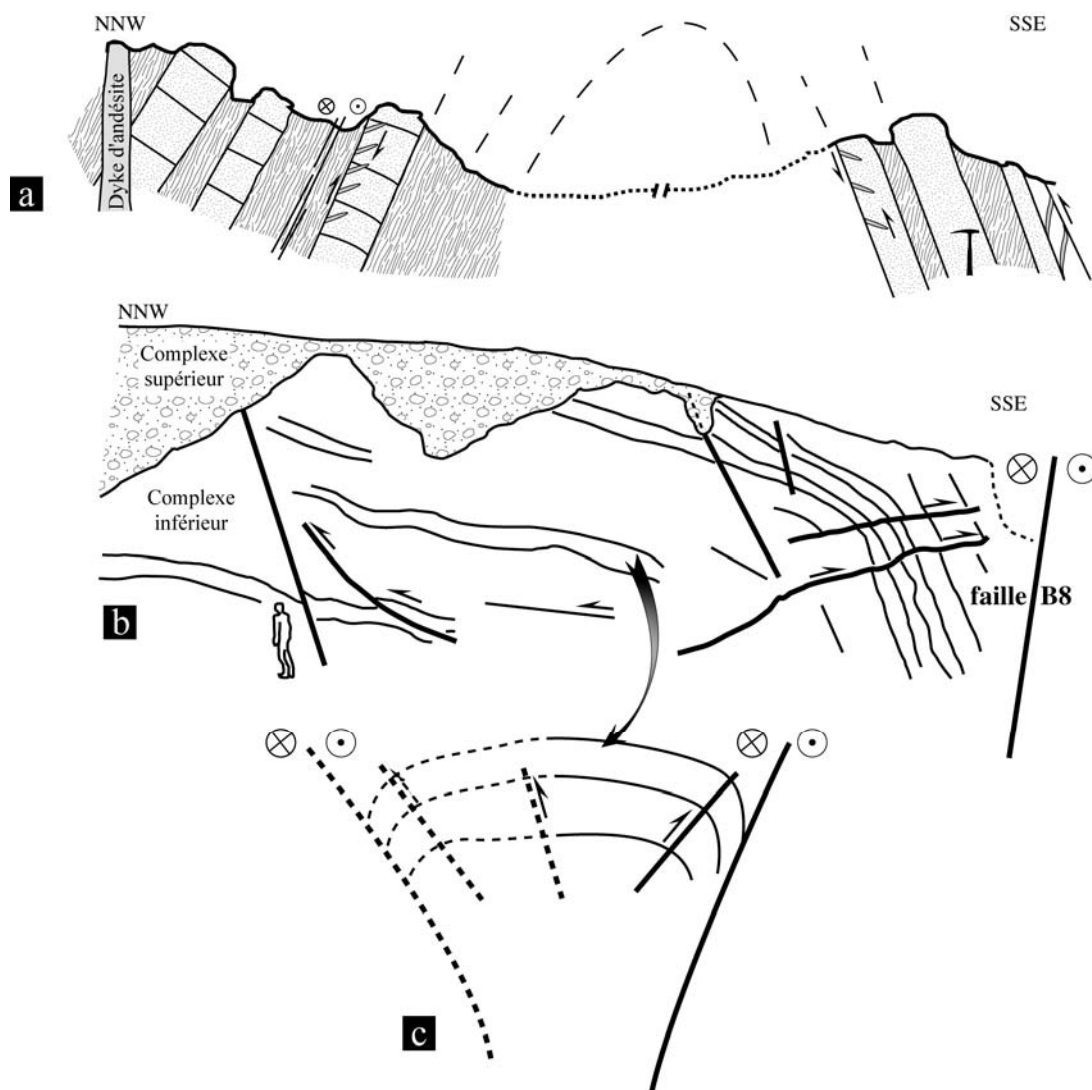 NNW
SSE
Dyke d'andésite
a
NNW
Complexe
supérieur
SSE
Complexe
inférieur
b
faille B8
c